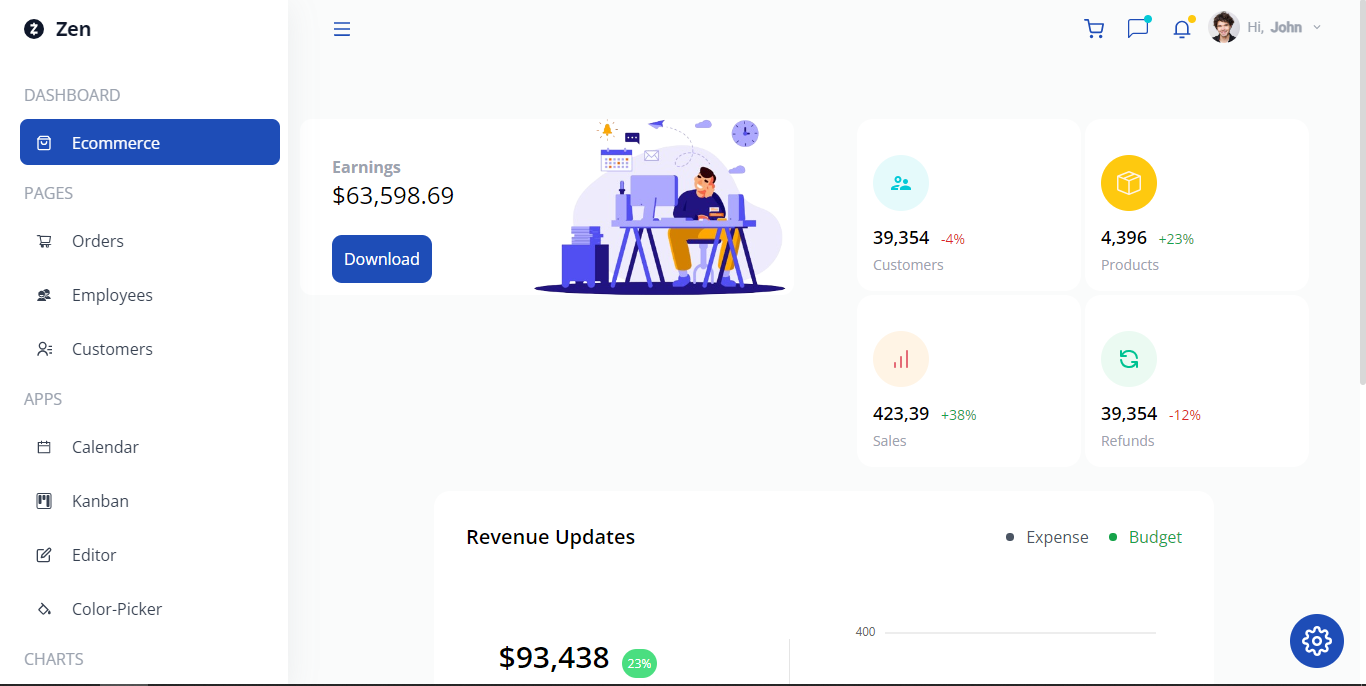 Zen
DASHBOARD
Ecommerce
PAGES
Orders
Employees
Customers
APPS
Calendar
Kanban
Editor
Color-Picker
CHARTS
Hi, John
Earnings
$63,598.69
Download
39,354 -4%
Customers
4,396 +23%
Products
423,39 +38%
Sales
39,354 -12%
Refunds
Revenue Updates
Expense
Budget
$93,438 23%
400